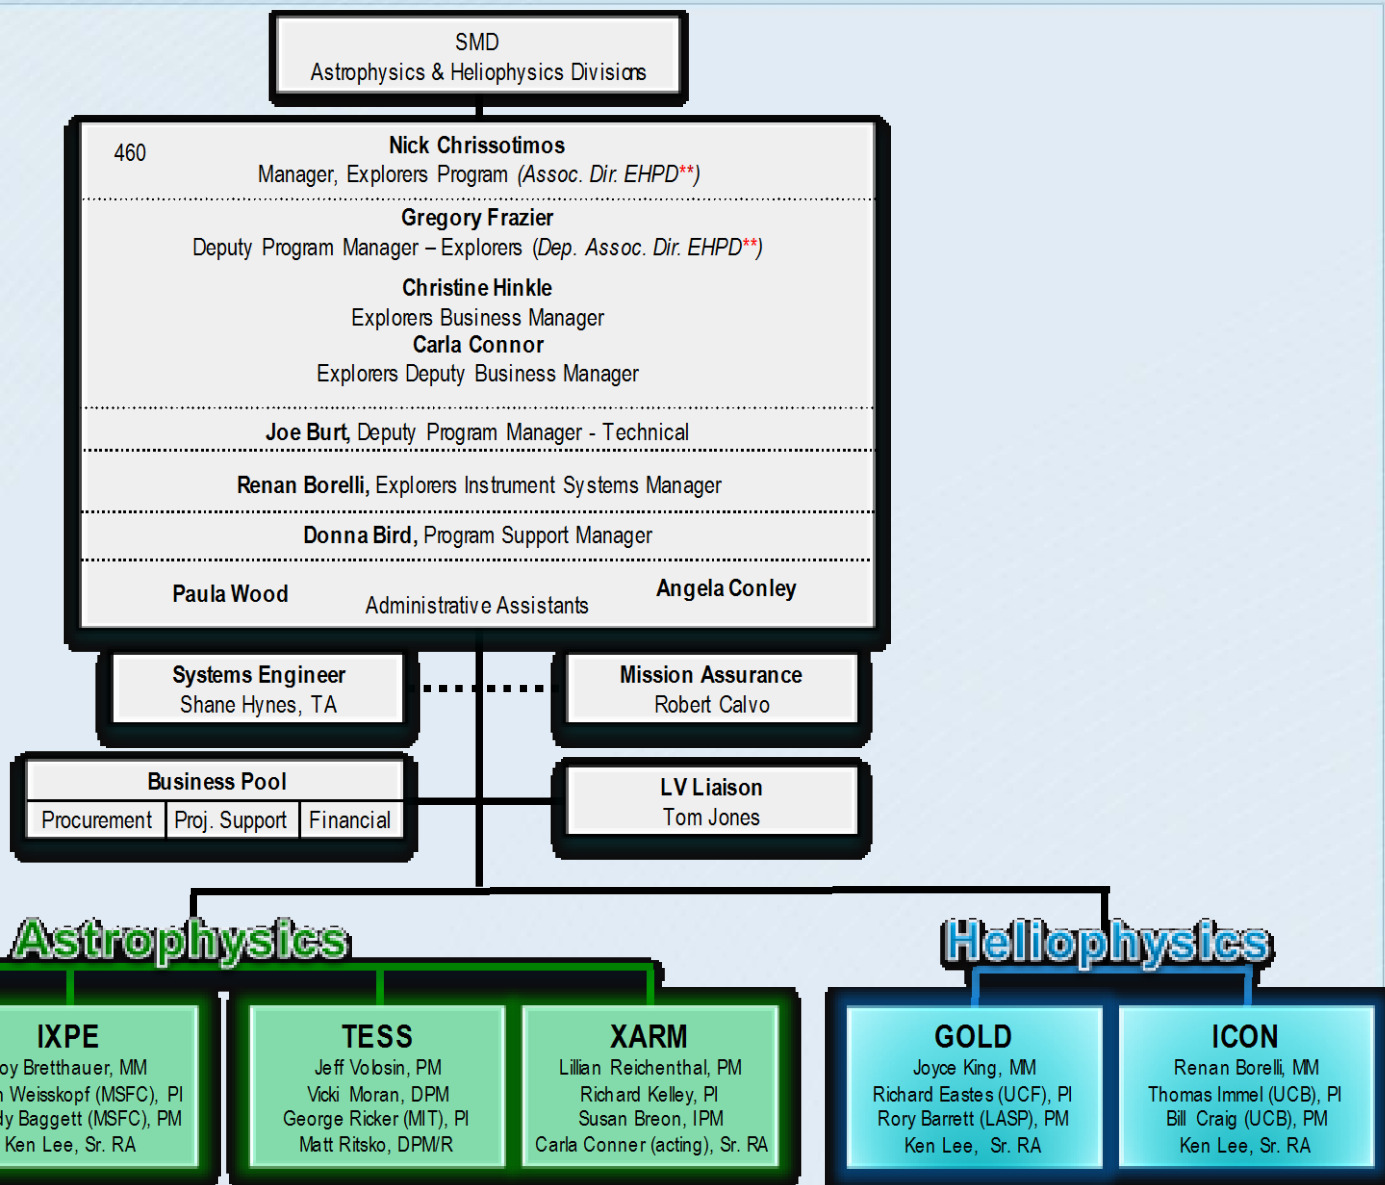 SMD
Astrophysics & Heliophysics Divisions
460
Nick Chrissotimos
Manager, Explorers Program (Assoc. Dir. EHPD**)
Gregory Frazier
Deputy Program Manager – Explorers (Dep. Assoc. Dir. EHPD**)
Christine Hinkle
Explorers Business Manager
Carla Connor
Explorers Deputy Business Manager
Joe Burt, Deputy Program Manager - Technical
Renan Borelli, Explorers Instrument Systems Manager
Donna Bird, Program Support Manager
Paula Wood
Administrative Assistants
Angela Conley
Systems Engineer
Shane Hynes, TA
Mission Assurance
Robert Calvo
Business Pool
Procurement Proj. Support Financial
LV Liaison
Tom Jones
Astrophysics
IXPE
Bretthauer, MM
Weisskopf (MSFC), PI
Baggett (MSFC), PM
Ken Lee, Sr. RA
TESS
Jeff Volosin, PM
Vicki Moran, DPM
George Ricker (MIT), PI
Matt Ritsko, DPM/R
XARM
Lillian Reichenthal, PM
Richard Kelley, PI
Susan Breon, IPM
Carla Conner (acting), Sr. RA
Heliophysics
GOLD
Joyce King, MM
Richard Eastes (UCF), PI
Rory Barrett (LASP), PM
Ken Lee, Sr. RA
ICON
Renan Borelli, MM
Thomas Immel (UCB), PI
Bill Craig (UCB), PM
Ken Lee, Sr. RA